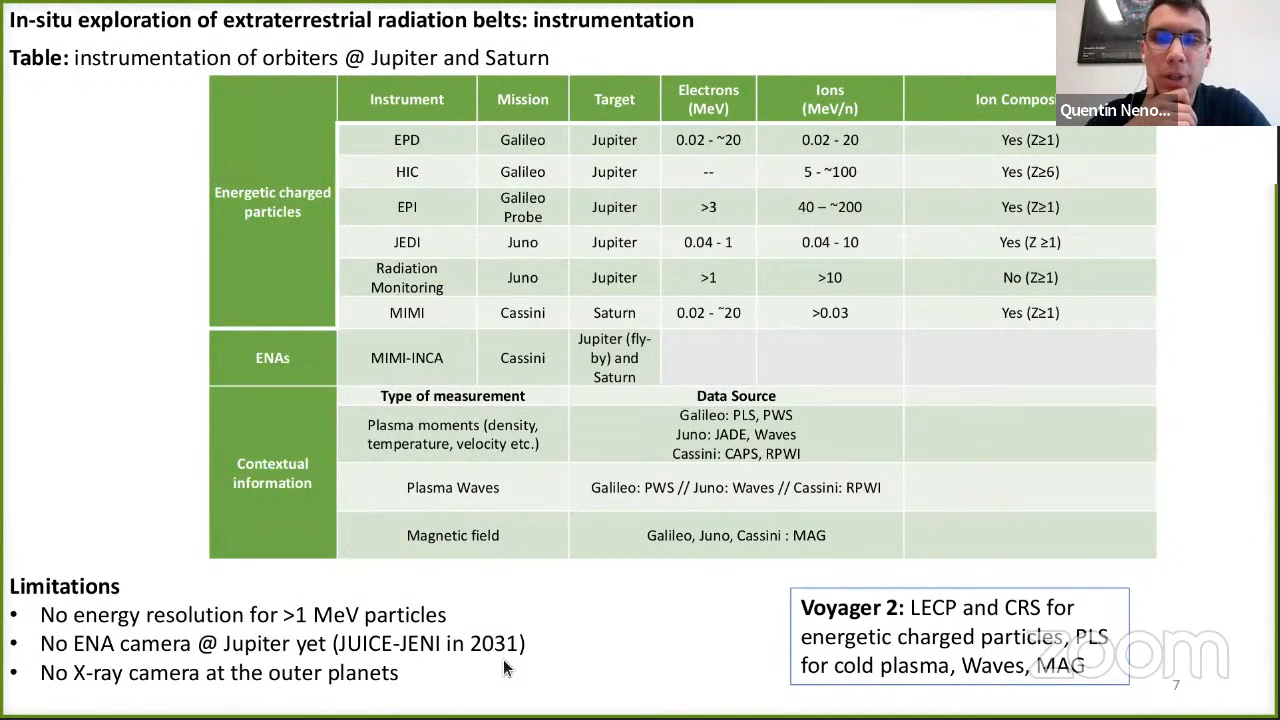 In-situ exploration of extraterrestrial radiation belts: instrumentation
Table: instrumentation of orbiters @ Jupiter and Saturn
Instrument Mission Target Electrons (MeV) Ions (MeV/n) Ion Compos
Quentin Neno...
Energetic charged particles
EPD Galileo Jupiter 0.02 - ~20 0.02 - 20 Yes (Z≥1)
HIC Galileo Jupiter -- 5 - ~100 Yes (Z≥6)
EPI Galileo Probe Jupiter >3 40 – ~200 Yes (Z≥1)
JEDI Juno Jupiter 0.04 - 1 0.04 - 10 Yes (Z ≥1)
Radiation Monitoring Juno Jupiter >1 >10 No (Z≥1)
MIMI Cassini Saturn 0.02 - ˜20 >0.03 Yes (Z≥1)
ENAs MIMI-INCA Cassini Jupiter (fly-by) and Saturn
Contextual information
Type of measurement Data Source
Plasma moments (density, temperature, velocity etc.)
Galileo: PLS, PWS
Juno: JADE, Waves
Cassini: CAPS, RPWI
Plasma Waves Galileo: PWS // Juno: Waves // Cassini: RPWI
Magnetic field Galileo, Juno, Cassini : MAG
Limitations
• No energy resolution for >1 MeV particles
• No ENA camera @ Jupiter yet (JUICE-JENI in 2031)
• No X-ray camera at the outer planets
Voyager 2: LECP and CRS for
energetic charged particles, PLS
for cold plasma, Waves, MAG
zoom
7